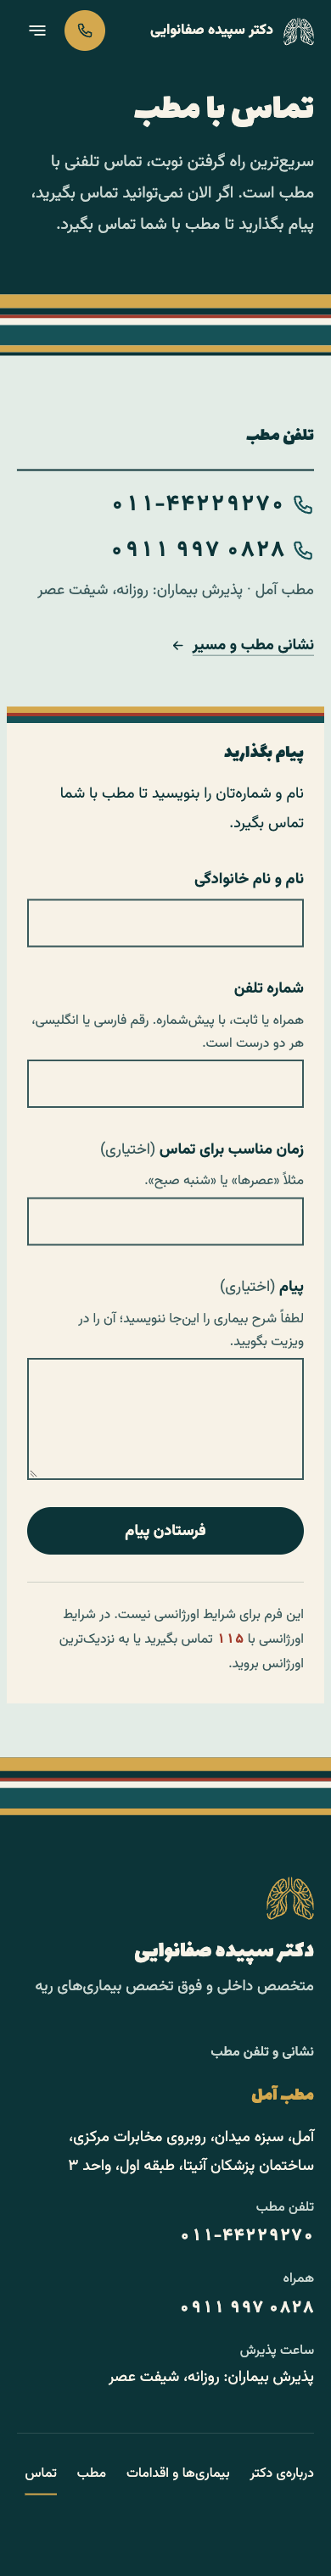 دکتر سپیده صفانوایی
تماس با مطب
سریع‌ترین راه گرفتن نوبت، تماس تلفنی با
مطب است. اگر الان نمی‌توانید تماس بگیرید،
پیام بگذارید تا مطب با شما تماس بگیرد.
تلفن مطب
۰۱۱-۴۴۲۲۹۲۷۰
۰۹۱۱ ۹۹۷ ۰۸۲۸
مطب آمل · پذیرش بیماران: روزانه، شیفت عصر
نشانی مطب و مسیر ←
پیام بگذارید
نام و شماره‌تان را بنویسید تا مطب با شما
تماس بگیرد.
نام و نام خانوادگی
شماره تلفن
همراه یا ثابت، با پیش‌شماره. رقم فارسی یا انگلیسی،
هر دو درست است.
زمان مناسب برای تماس (اختیاری)
مثلاً «عصرها» یا «شنبه صبح».
پیام (اختیاری)
لطفاً شرح بیماری را این‌جا ننویسید؛ آن را در
ویزیت بگویید.
فرستادن پیام
این فرم برای شرایط اورژانسی نیست. در شرایط
اورژانسی با ۱۱۵ تماس بگیرید یا به نزدیک‌ترین
اورژانس بروید.
دکتر سپیده صفانوایی
متخصص داخلی و فوق تخصص بیماری‌های ریه
نشانی و تلفن مطب
مطب آمل
آمل، سبزه میدان، روبروی مخابرات مرکزی،
ساختمان پزشکان آنیتا، طبقه اول، واحد ۳
تلفن مطب
۰۱۱-۴۴۲۲۹۲۷۰
همراه
۰۹۱۱ ۹۹۷ ۰۸۲۸
ساعت پذیرش
پذیرش بیماران: روزانه، شیفت عصر
درباره‌ی دکتر بیماری‌ها و اقدامات مطب تماس